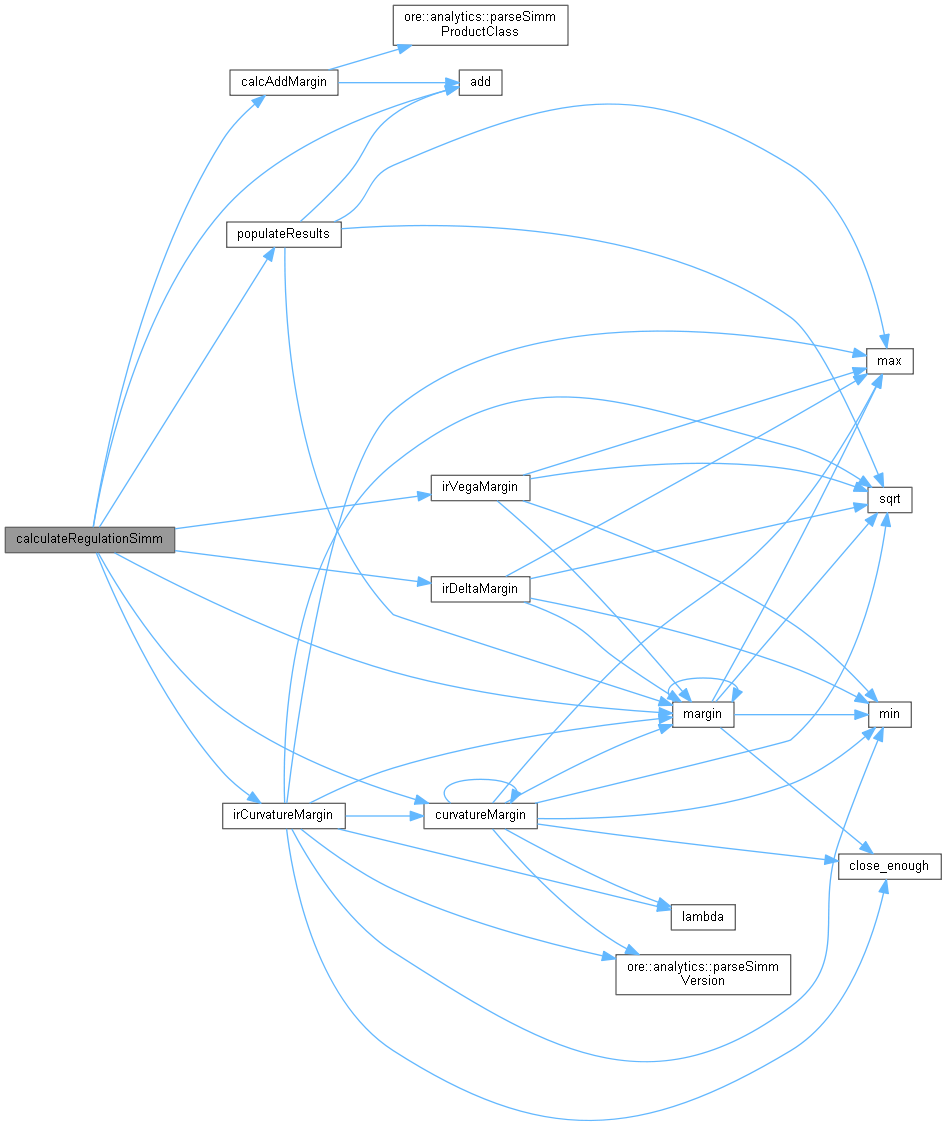 ore::analytics::parseSimm
ProductClass
calcAddMargin
add
populateResults
max
irVegaMargin
sqrt
calculateRegulationSimm
irDeltaMargin
margin
min
irCurvatureMargin
curvatureMargin
close_enough
lambda
ore::analytics::parseSimm
Version